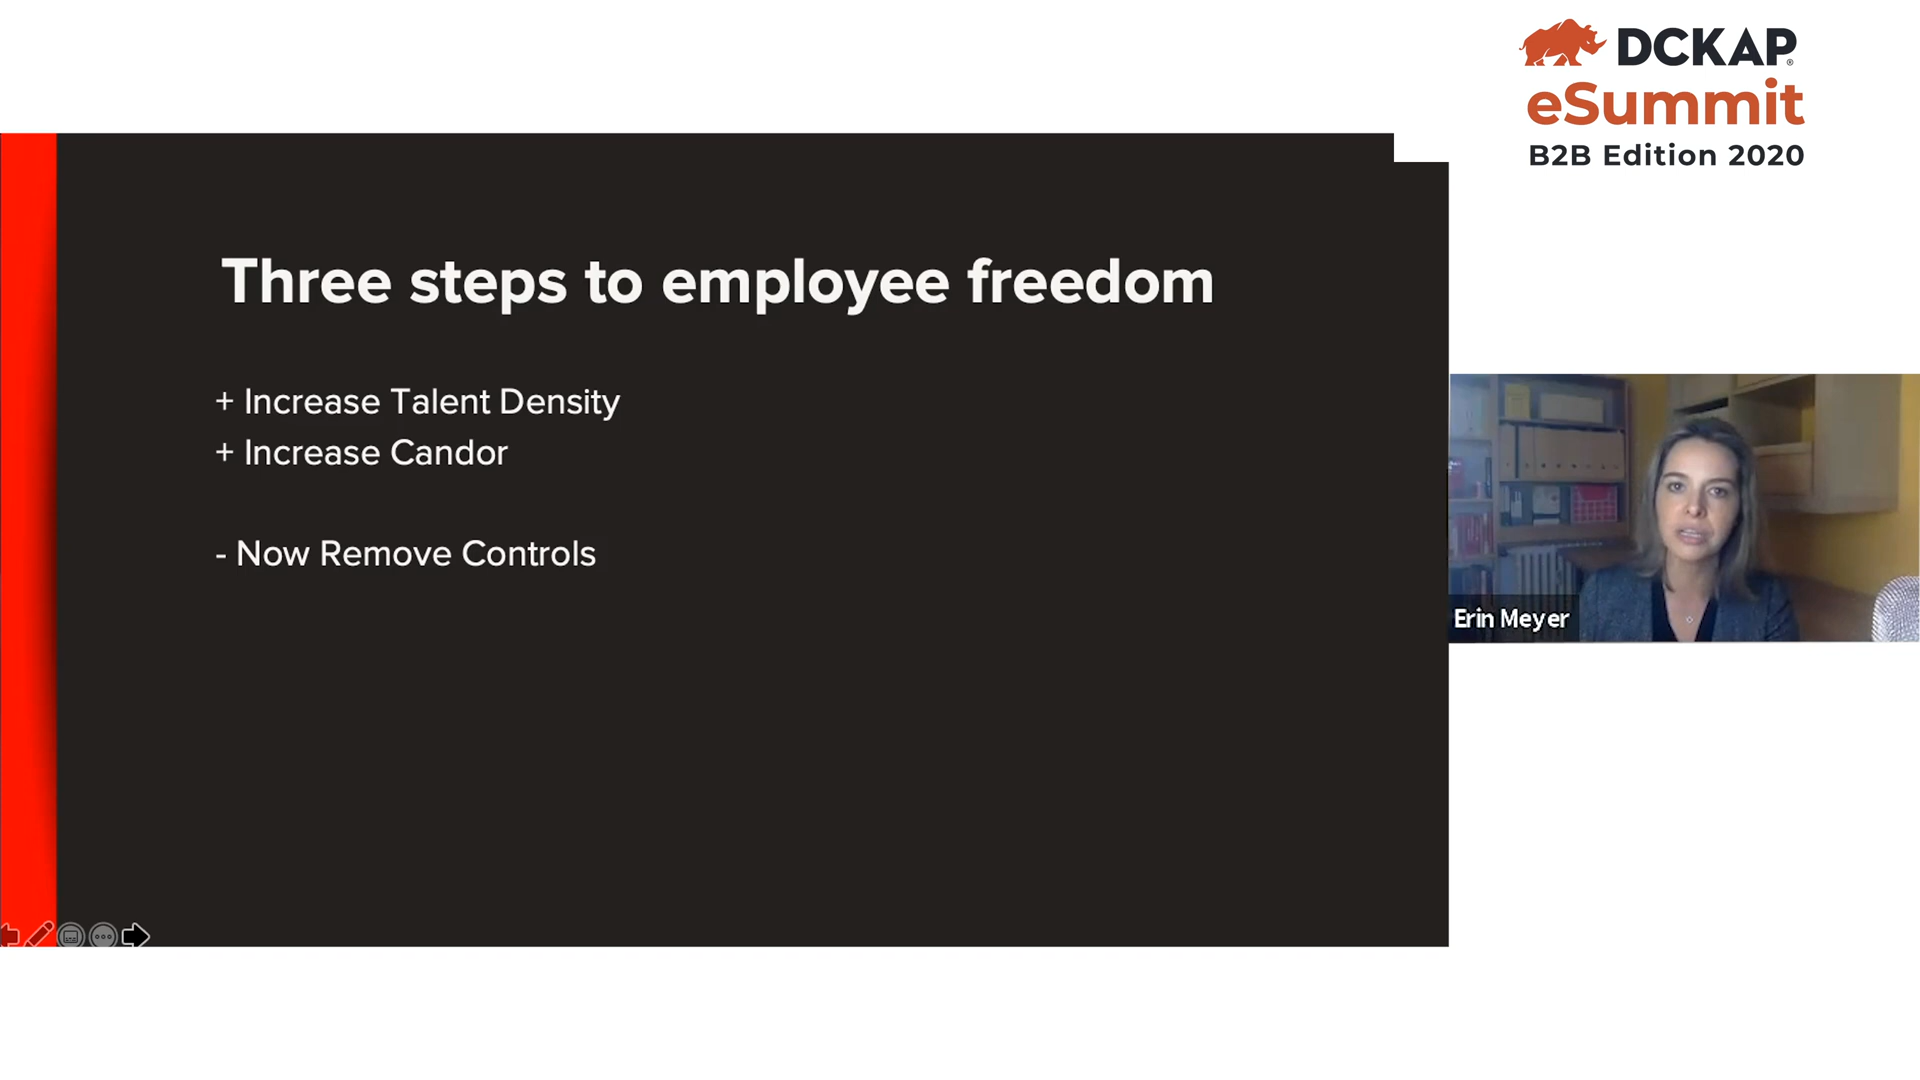 DCKAP®
eSummit
B2B Edition 2020
Three steps to employee freedom
+ Increase Talent Density
+ Increase Candor
- Now Remove Controls
Erin Meyer